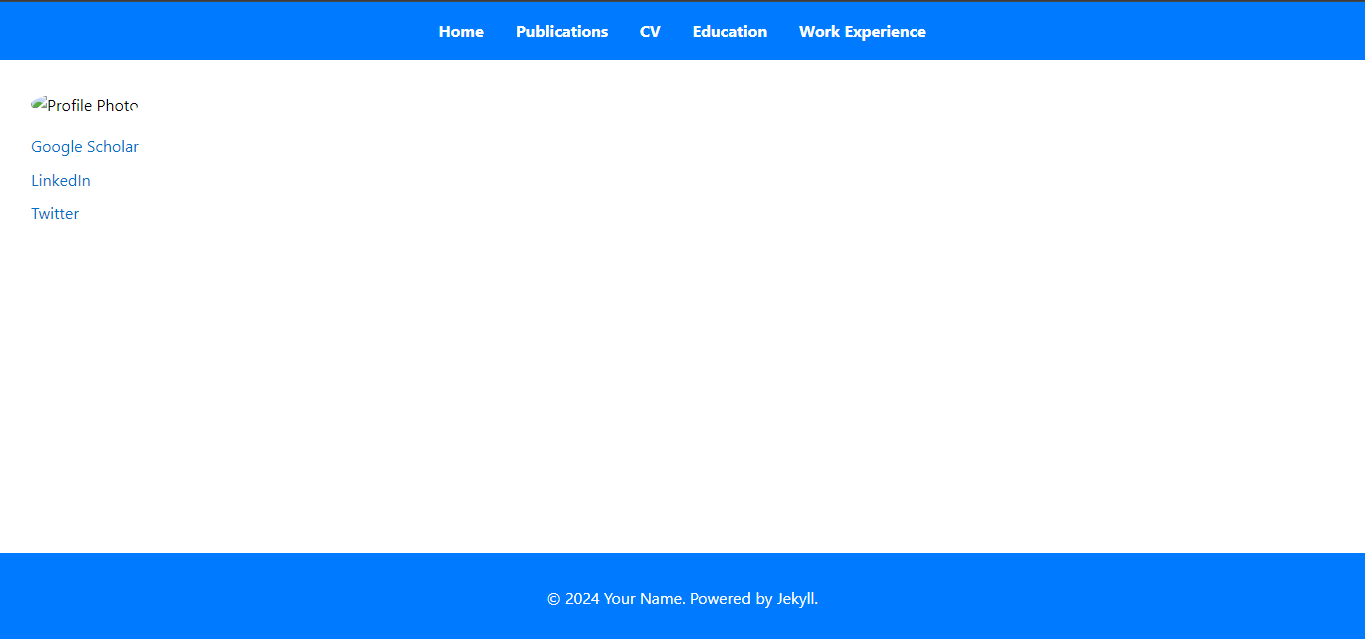 Home Publications CV Education Work Experience
Profile Photo
Google Scholar
LinkedIn
Twitter
© 2024 Your Name. Powered by Jekyll.